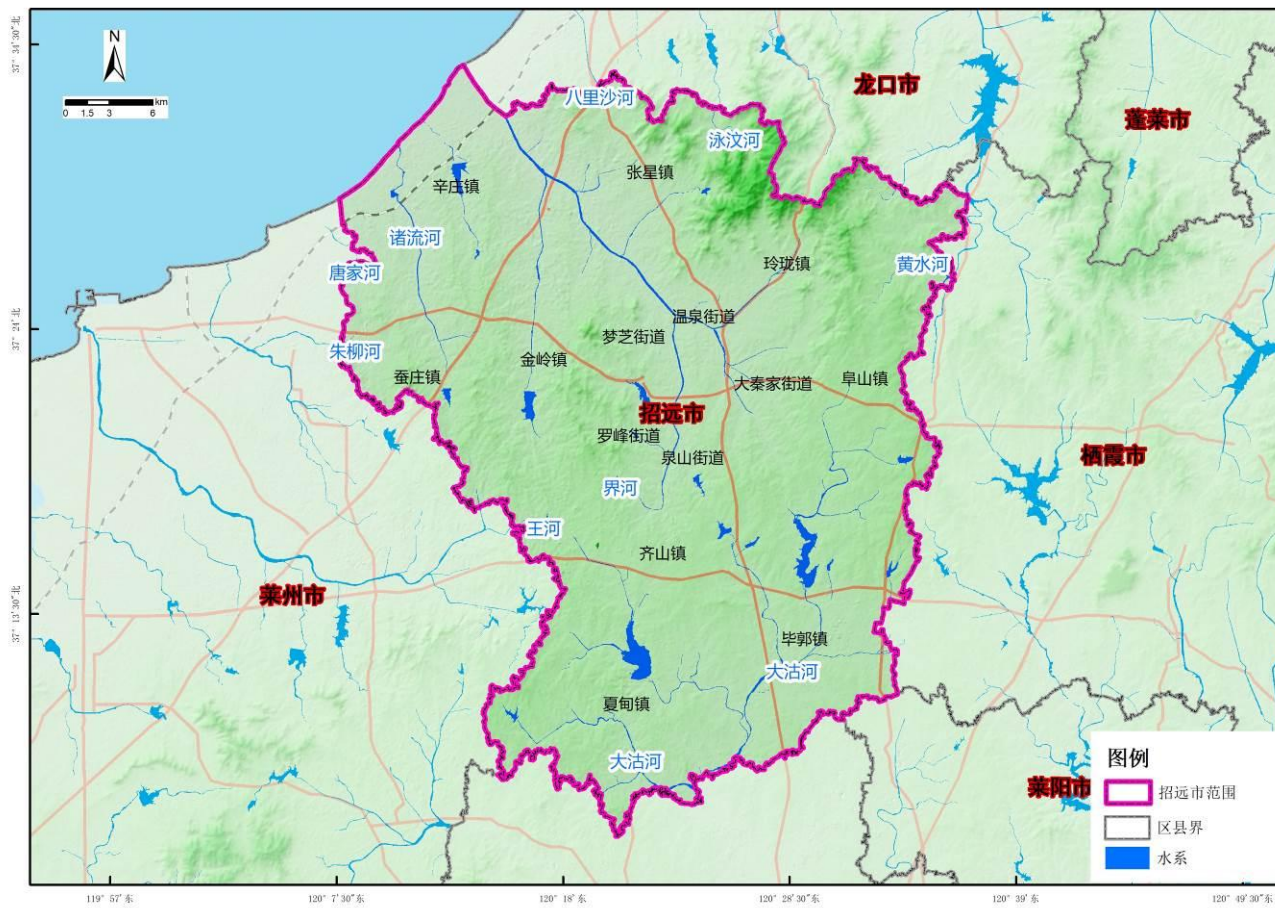 37° 34'30"北
37° 24'北
37° 13'30"北
N
0 1.5 3 6 km
龙口市
八里沙河
蓬莱市
泳汶河
张星镇
辛庄镇
诸流河
玲珑镇
黄水河
唐家河
温泉街道
梦芝街道
朱柳河
金岭镇
蚕庄镇
大秦家街道
阜山镇
招远市
罗峰街道
泉山街道
栖霞市
界河
王河
齐山镇
莱州市
毕郭镇
大沽河
夏甸镇
大沽河
莱阳市
图例
招远市范围
区县界
水系
119° 57'东
120° 7'30"东
120° 18'东
120° 28'30"东
120° 39'东
120° 49'30"东